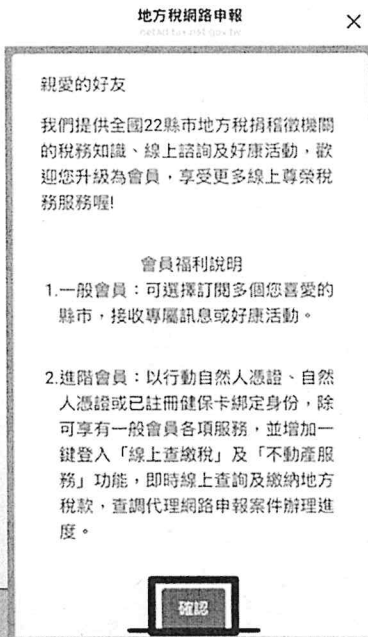 地方稅網路申報
親愛的好友
我們提供全國22縣市地方稅捐稽徵機關
的稅務知識、線上諮詢及好康活動，歡
迎您升級為會員，享受更多線上尊榮稅
務服務喔!
會員福利說明
1.一般會員：可選擇訂閱多個您喜愛的
縣市，接收專屬訊息或好康活動。
2.進階會員：以行動自然人憑證、自然
人憑證或已註冊健保卡綁定身份，除
可享有一般會員各項服務，並增加一
鍵登入「線上查繳稅」及「不動產服
務」功能，即時線上查詢及繳納地方
稅款，查調代理網路申報案件辦理進
度。
確認